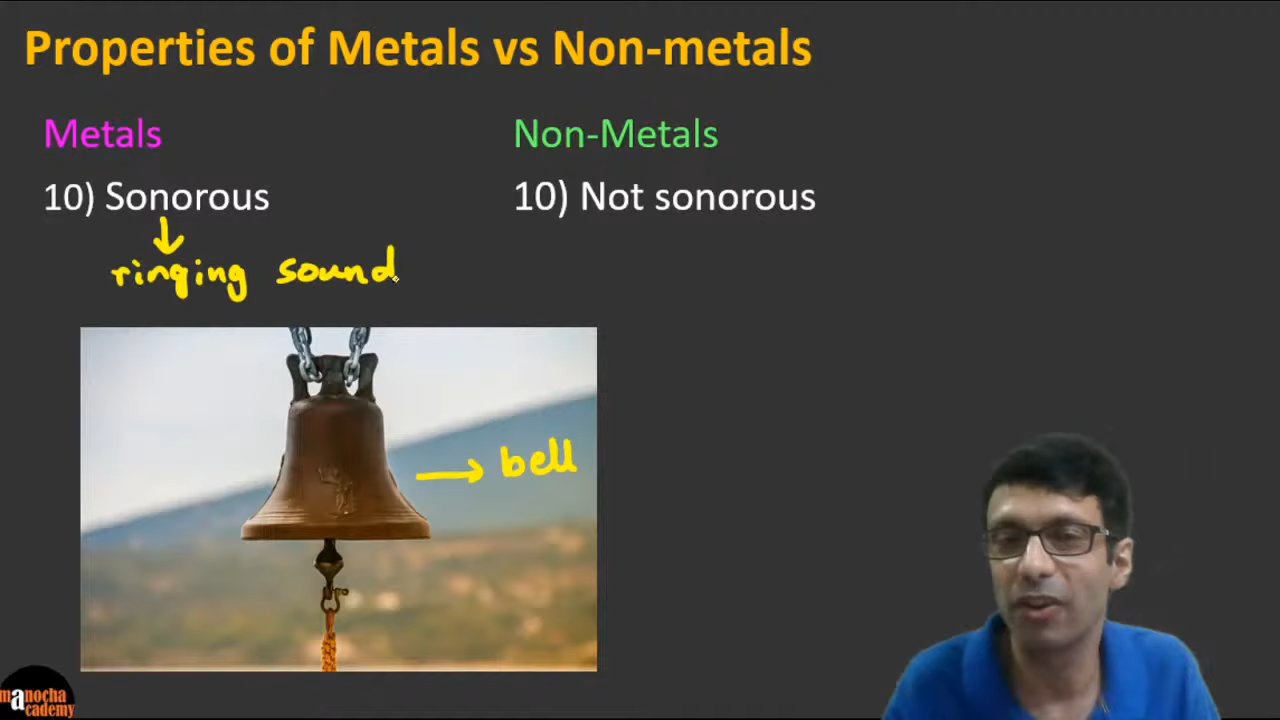 Properties of Metals vs Non-metals
Metals
Non-Metals
10) Sonorous
10) Not sonorous
ringing sound
bell
manocha
academy